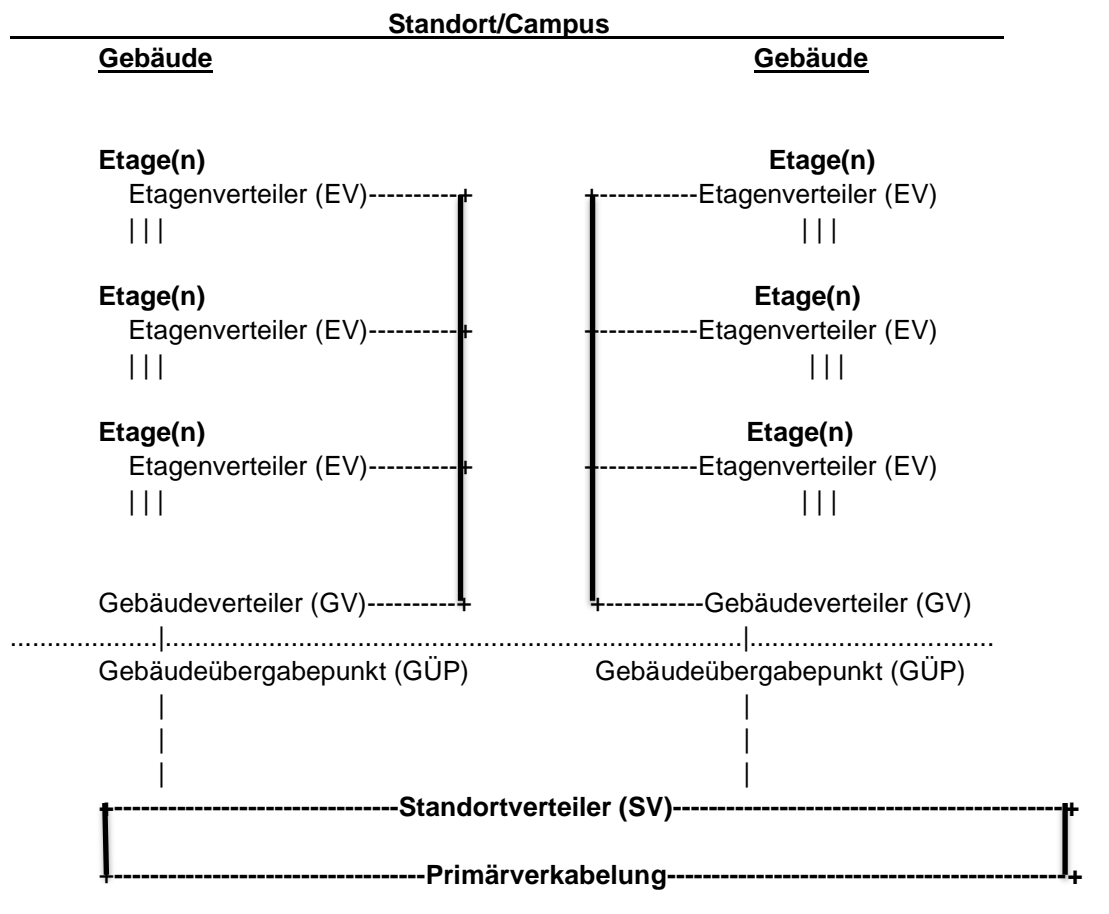 Standort/Campus
Gebäude Gebäude
Etage(n) Etage(n)
Etagenverteiler (EV)----------+ +------------Etagenverteiler (EV)
| | | | | |
Etage(n) Etage(n)
Etagenverteiler (EV)----------+ +------------Etagenverteiler (EV)
| | | | | |
Etage(n) Etage(n)
Etagenverteiler (EV)----------+ +------------Etagenverteiler (EV)
| | | | | |
Gebäudeverteiler (GV)----------+ +-----------Gebäudeverteiler (GV)
....................|..............................................................................|.................................
Gebäudeübergabepunkt (GÜP) Gebäudeübergabepunkt (GÜP)
| |
| |
| |
+--------------------------------Standortverteiler (SV)-------------------------------------------+
+-----------------------------------Primärverkabelung--------------------------------------------+